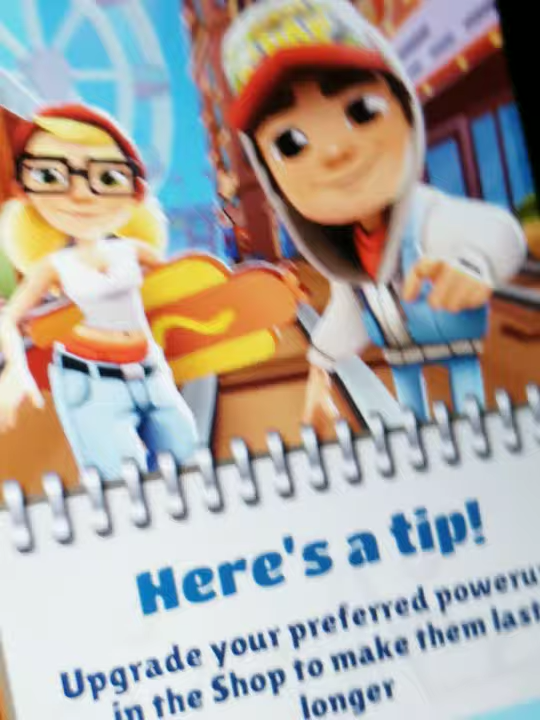 Here's a tip!
Upgrade your preferred poweru
in the Shop to make them last
longer